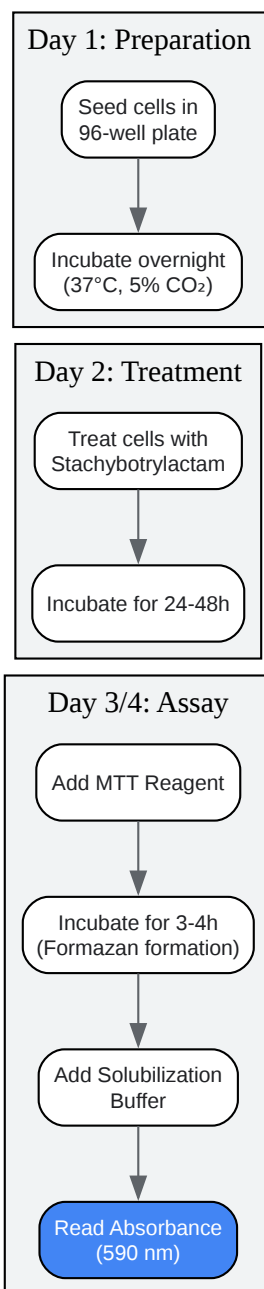 Day 1: Preparation
Seed cells in
96-well plate
Incubate overnight
(37°C, 5% CO₂)
Day 2: Treatment
Treat cells with
Stachybotrylactam
Incubate for 24-48h
Day 3/4: Assay
Add MTT Reagent
Incubate for 3-4h
(Formazan formation)
Add Solubilization
Buffer
Read Absorbance
(590 nm)